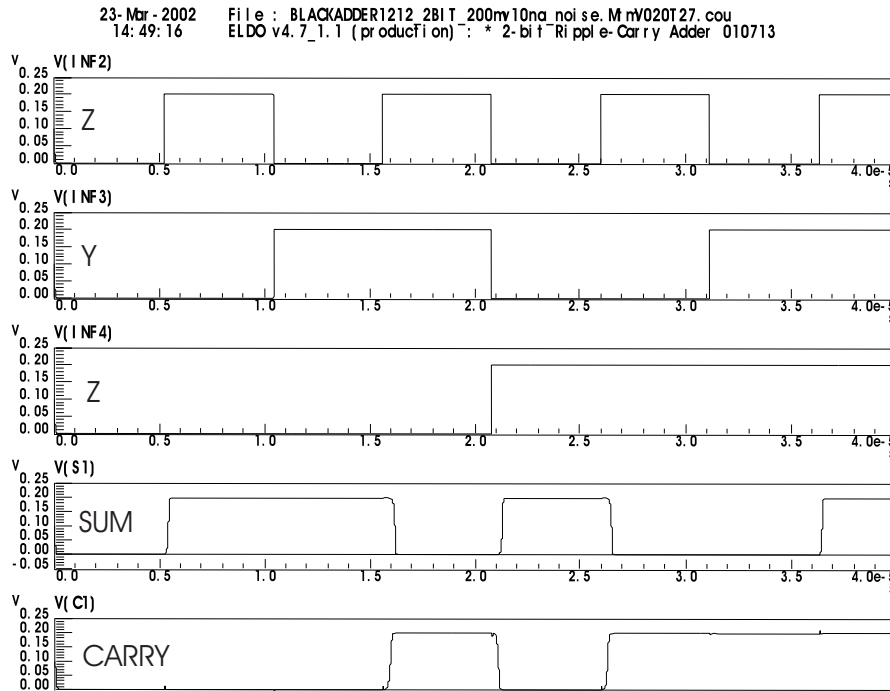 23-Mar-2002 File : BLACKADDER1212_2BIT_200mv10na_noise.MtmV020T27.cou
14:49:16 ELDO v4.7_1.1 (production) : * 2-bit Ripple-Carry Adder 010713
V V(INF2)
0.25
0.20
0.15
0.10
0.05
0.00
Z
0.0 0.5 1.0 1.5 2.0 2.5 3.0 3.5 4.0e-5
V V(INF3)
0.25
0.20
0.15
0.10
0.05
0.00
Y
0.0 0.5 1.0 1.5 2.0 2.5 3.0 3.5 4.0e-5
V V(INF4)
0.25
0.20
0.15
0.10
0.05
0.00
Z
0.0 0.5 1.0 1.5 2.0 2.5 3.0 3.5 4.0e-5
V V(S1)
0.25
0.20
0.15
0.10
0.05
0.00
-0.05
SUM
0.0 0.5 1.0 1.5 2.0 2.5 3.0 3.5 4.0e-5
V V(C1)
0.25
0.20
0.15
0.10
0.05
0.00
CARRY